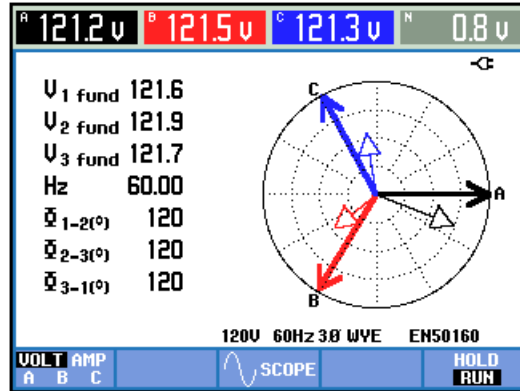 A 121.2 V B 121.5 V C 121.3 V N 0.8 V
V1 fund 121.6
V2 fund 121.9
V3 fund 121.7
Hz 60.00
Φ1-2(°) 120
Φ2-3(°) 120
Φ3-1(°) 120
C
A
B
120V 60Hz 3Ø WYE EN50160
VOLT AMP
A B C
SCOPE
HOLD
RUN